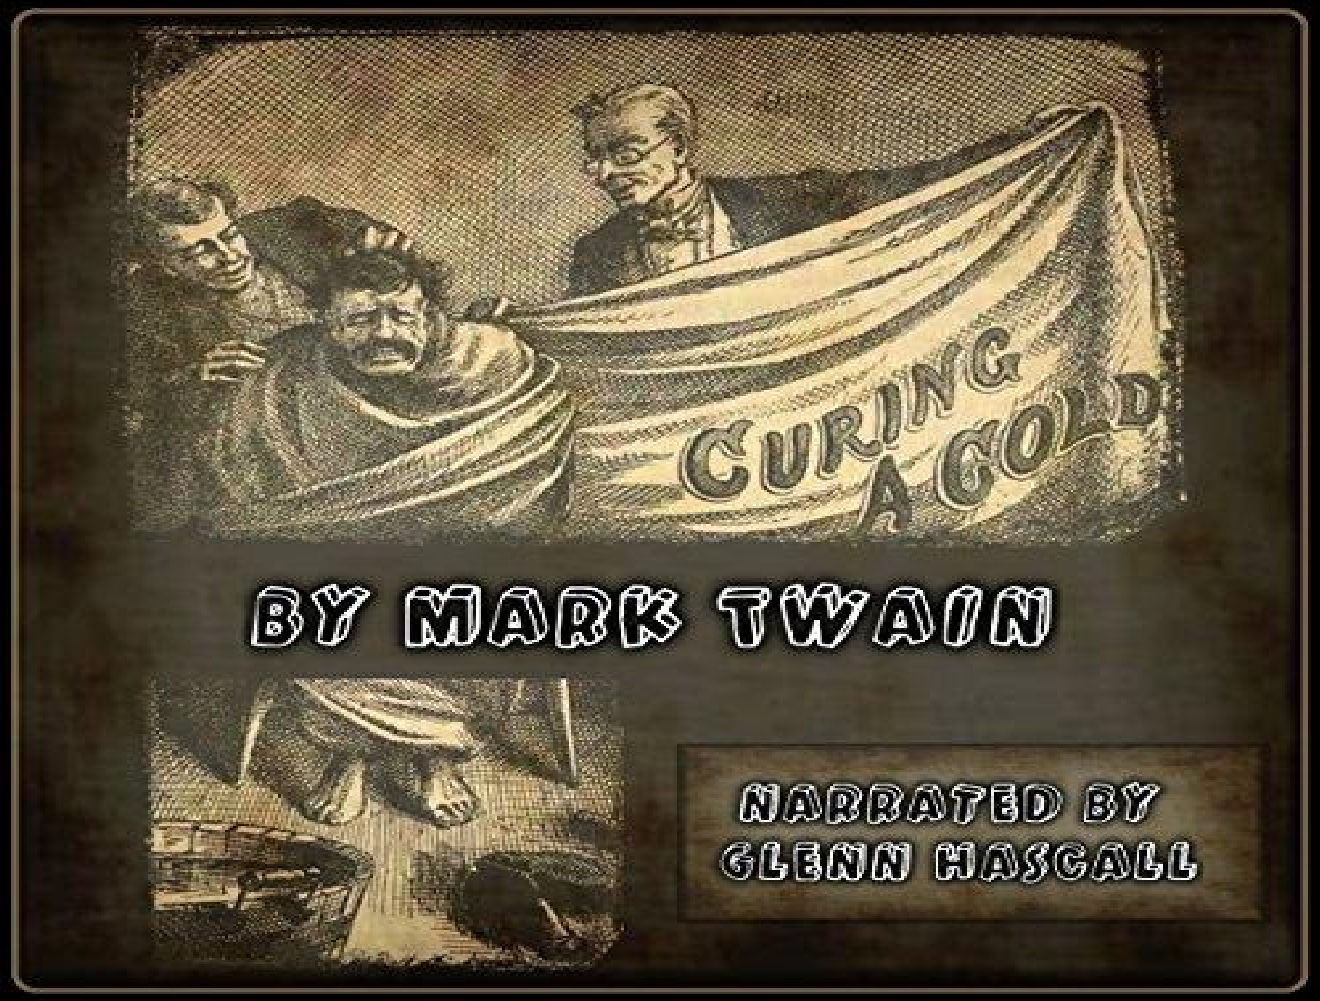 CURING
A COLD
BY MARK TWAIN
NARRATED BY
GLENN HASCALL